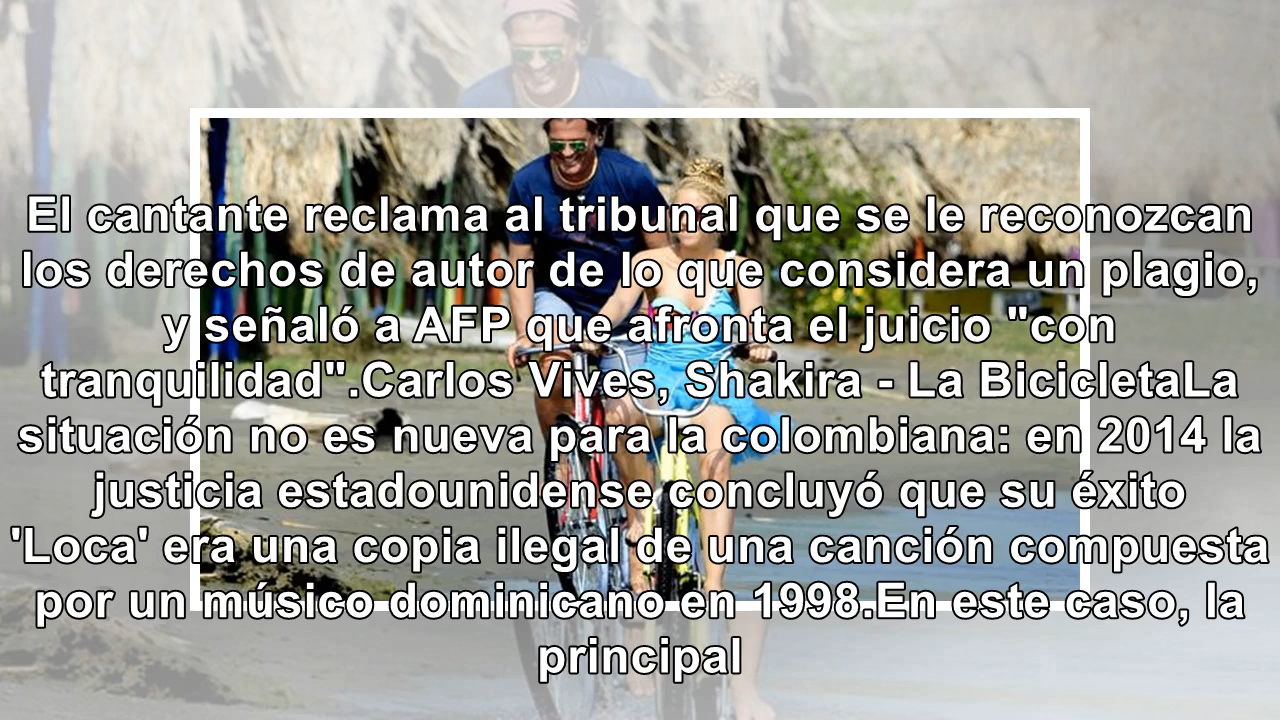 El cantante reclama al tribunal que se le reconozcan
los derechos de autor de lo que considera un plagio,
y señaló a AFP que afronta el juicio "con
tranquilidad".Carlos Vives, Shakira - La BicicletaLa
situación no es nueva para la colombiana: en 2014 la
justicia estadounidense concluyó que su éxito
'Loca' era una copia ilegal de una canción compuesta
por un músico dominicano en 1998.En este caso, la
principal